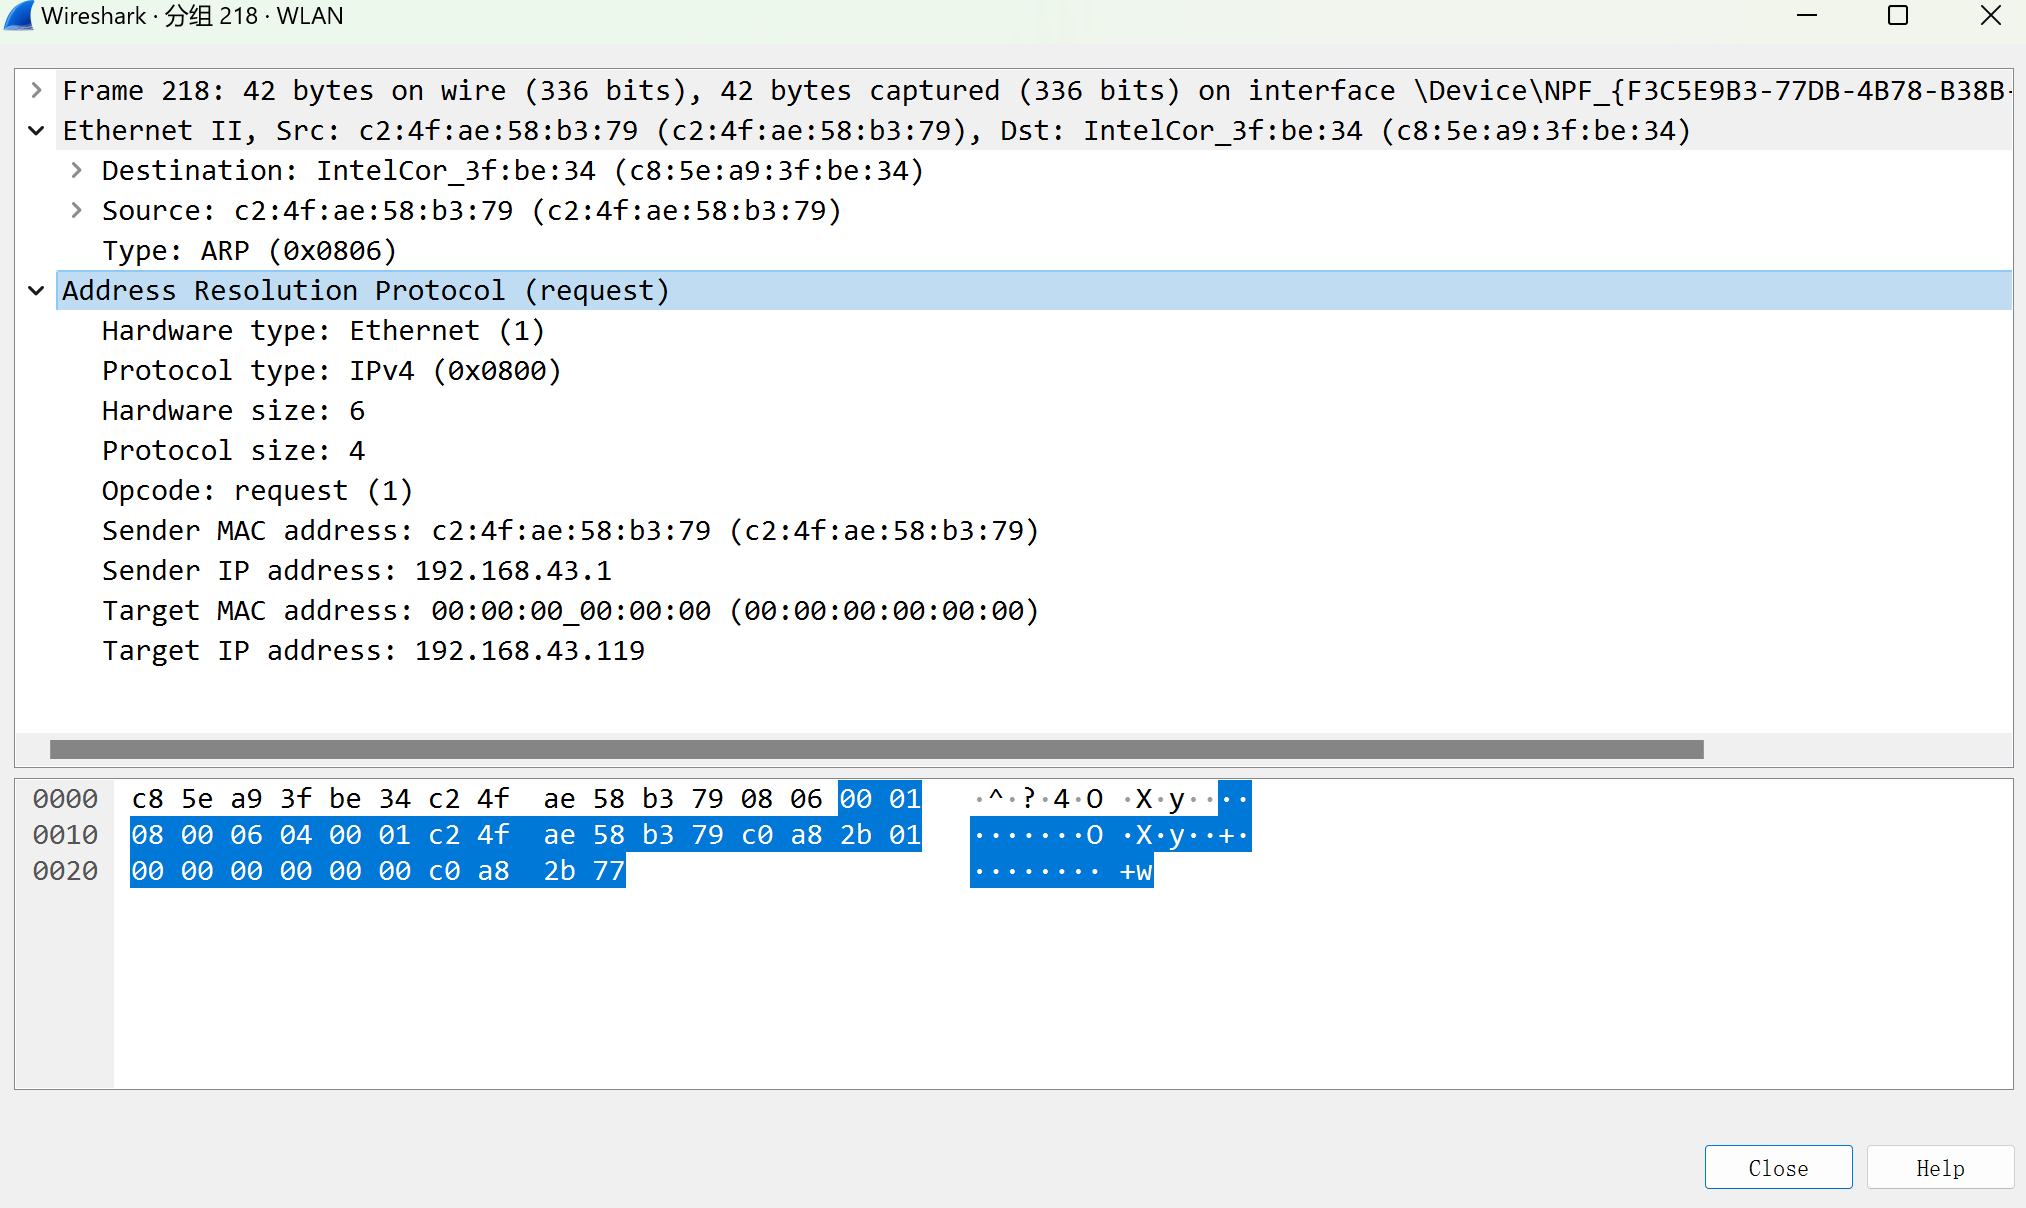 Wireshark · 分组 218 · WLAN
Frame 218: 42 bytes on wire (336 bits), 42 bytes captured (336 bits) on interface \Device\NPF_{F3C5E9B3-77DB-4B78-B38B-
Ethernet II, Src: c2:4f:ae:58:b3:79 (c2:4f:ae:58:b3:79), Dst: IntelCor_3f:be:34 (c8:5e:a9:3f:be:34)
Destination: IntelCor_3f:be:34 (c8:5e:a9:3f:be:34)
Source: c2:4f:ae:58:b3:79 (c2:4f:ae:58:b3:79)
Type: ARP (0x0806)
Address Resolution Protocol (request)
Hardware type: Ethernet (1)
Protocol type: IPv4 (0x0800)
Hardware size: 6
Protocol size: 4
Opcode: request (1)
Sender MAC address: c2:4f:ae:58:b3:79 (c2:4f:ae:58:b3:79)
Sender IP address: 192.168.43.1
Target MAC address: 00:00:00_00:00:00 (00:00:00:00:00:00)
Target IP address: 192.168.43.119
0000 c8 5e a9 3f be 34 c2 4f ae 58 b3 79 08 06 00 01 ·^·?·4·O ·X·y····
0010 08 00 06 04 00 01 c2 4f ae 58 b3 79 c0 a8 2b 01 ·······O ·X·y··+·
0020 00 00 00 00 00 00 c0 a8 2b 77 ········ +w
Close
Help